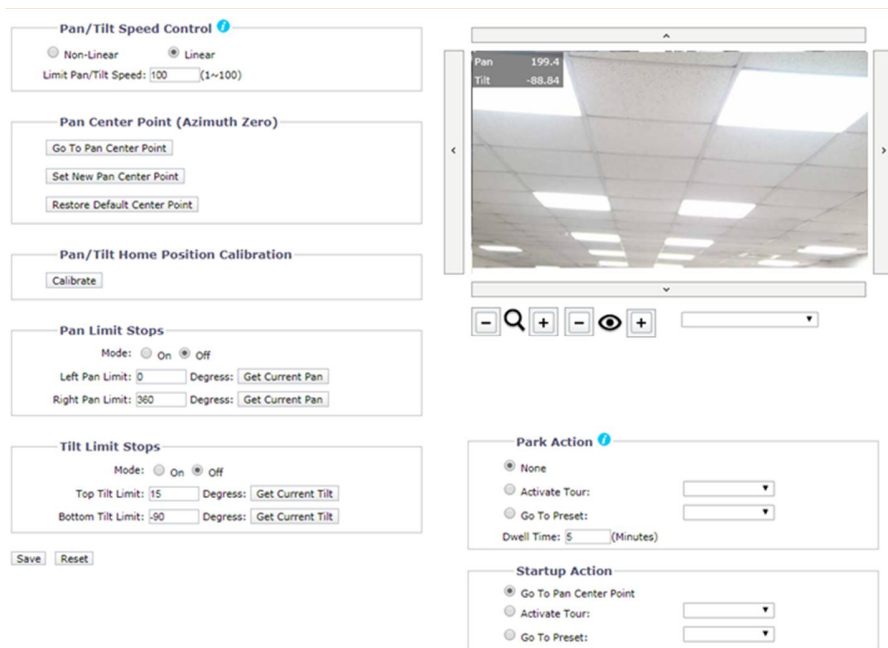 Pan/Tilt Speed Control i
Non-Linear Linear
Limit Pan/Tilt Speed: 100 (1~100)
Pan Center Point (Azimuth Zero)
Go To Pan Center Point
Set New Pan Center Point
Restore Default Center Point
Pan/Tilt Home Position Calibration
Calibrate
Pan Limit Stops
Mode: On Off
Left Pan Limit: 0 Degress: Get Current Pan
Right Pan Limit: 360 Degress: Get Current Pan
Tilt Limit Stops
Mode: On Off
Top Tilt Limit: 15 Degress: Get Current Tilt
Bottom Tilt Limit: -90 Degress: Get Current Tilt
Save Reset
Pan 199.4
Tilt -88.84
Park Action i
None
Activate Tour:
Go To Preset:
Dwell Time: 5 (Minutes)
Startup Action
Go To Pan Center Point
Activate Tour:
Go To Preset: